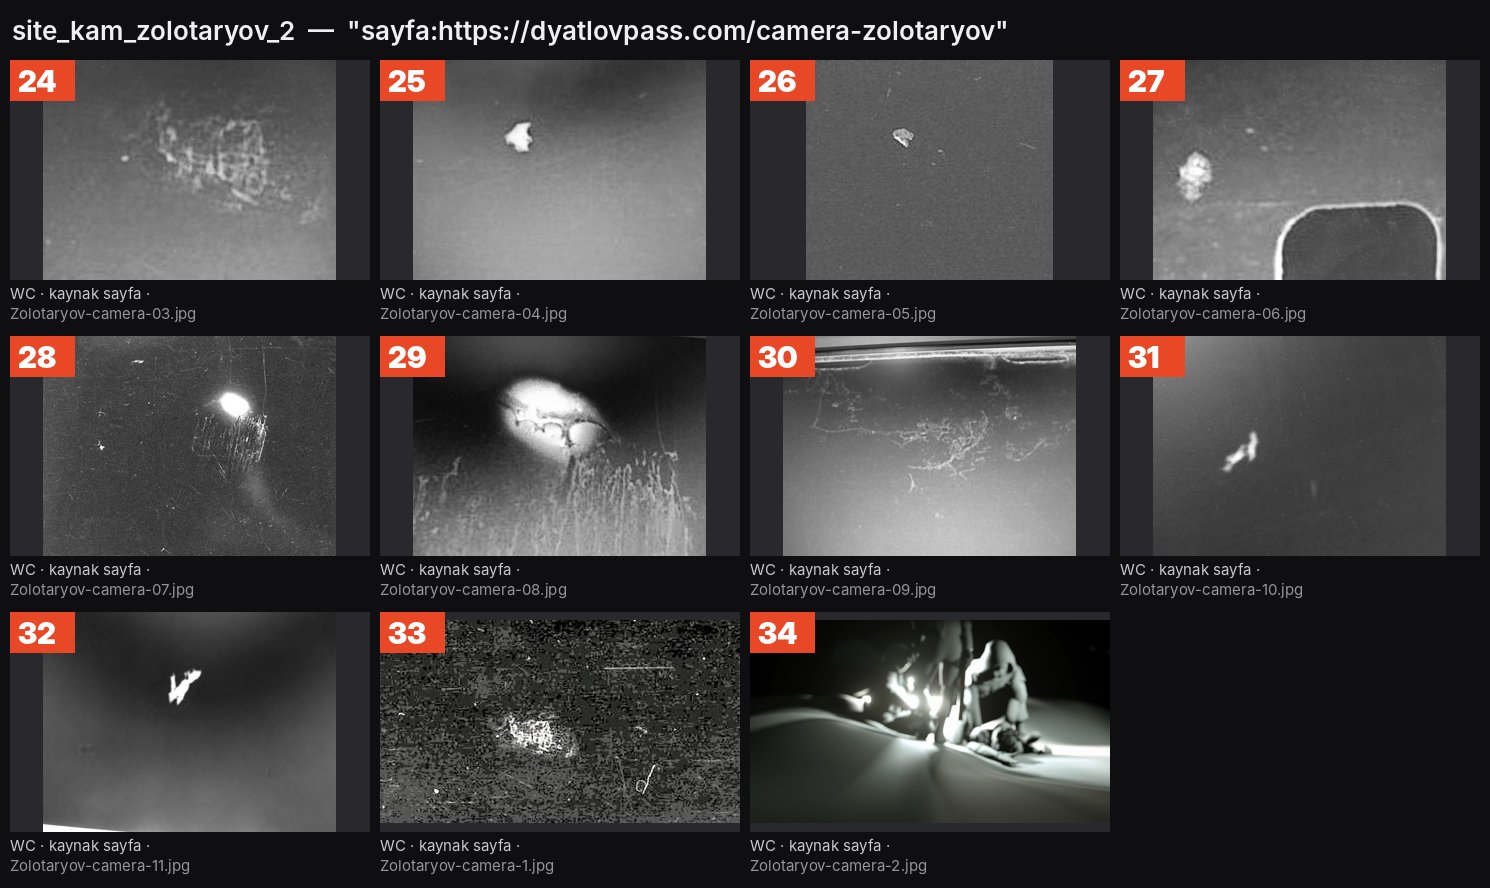 site_kam_zolotaryov_2 — "sayfa:https://dyatlovpass.com/camera-zolotaryov"
24
25
26
27
WC · kaynak sayfa ·
Zolotaryov-camera-03.jpg
WC · kaynak sayfa ·
Zolotaryov-camera-04.jpg
WC · kaynak sayfa ·
Zolotaryov-camera-05.jpg
WC · kaynak sayfa ·
Zolotaryov-camera-06.jpg
28
29
30
31
WC · kaynak sayfa ·
Zolotaryov-camera-07.jpg
WC · kaynak sayfa ·
Zolotaryov-camera-08.jpg
WC · kaynak sayfa ·
Zolotaryov-camera-09.jpg
WC · kaynak sayfa ·
Zolotaryov-camera-10.jpg
32
33
34
WC · kaynak sayfa ·
Zolotaryov-camera-11.jpg
WC · kaynak sayfa ·
Zolotaryov-camera-1.jpg
WC · kaynak sayfa ·
Zolotaryov-camera-2.jpg